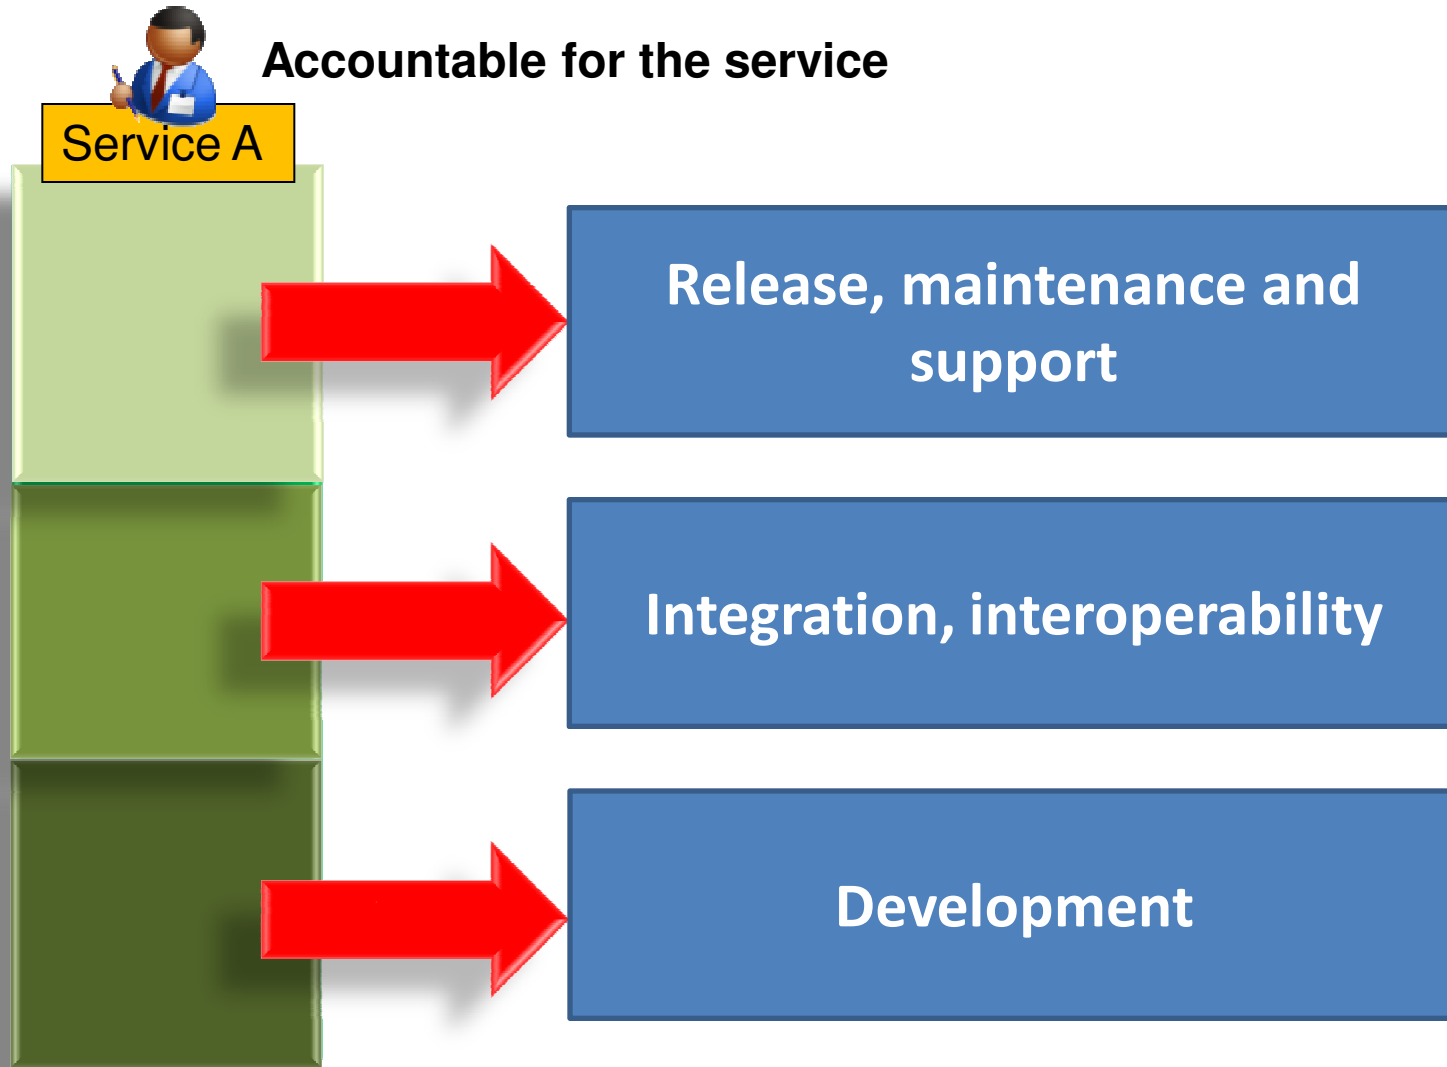 Accountable for the service
Service A
Release, maintenance and
support
Integration, interoperability
Development